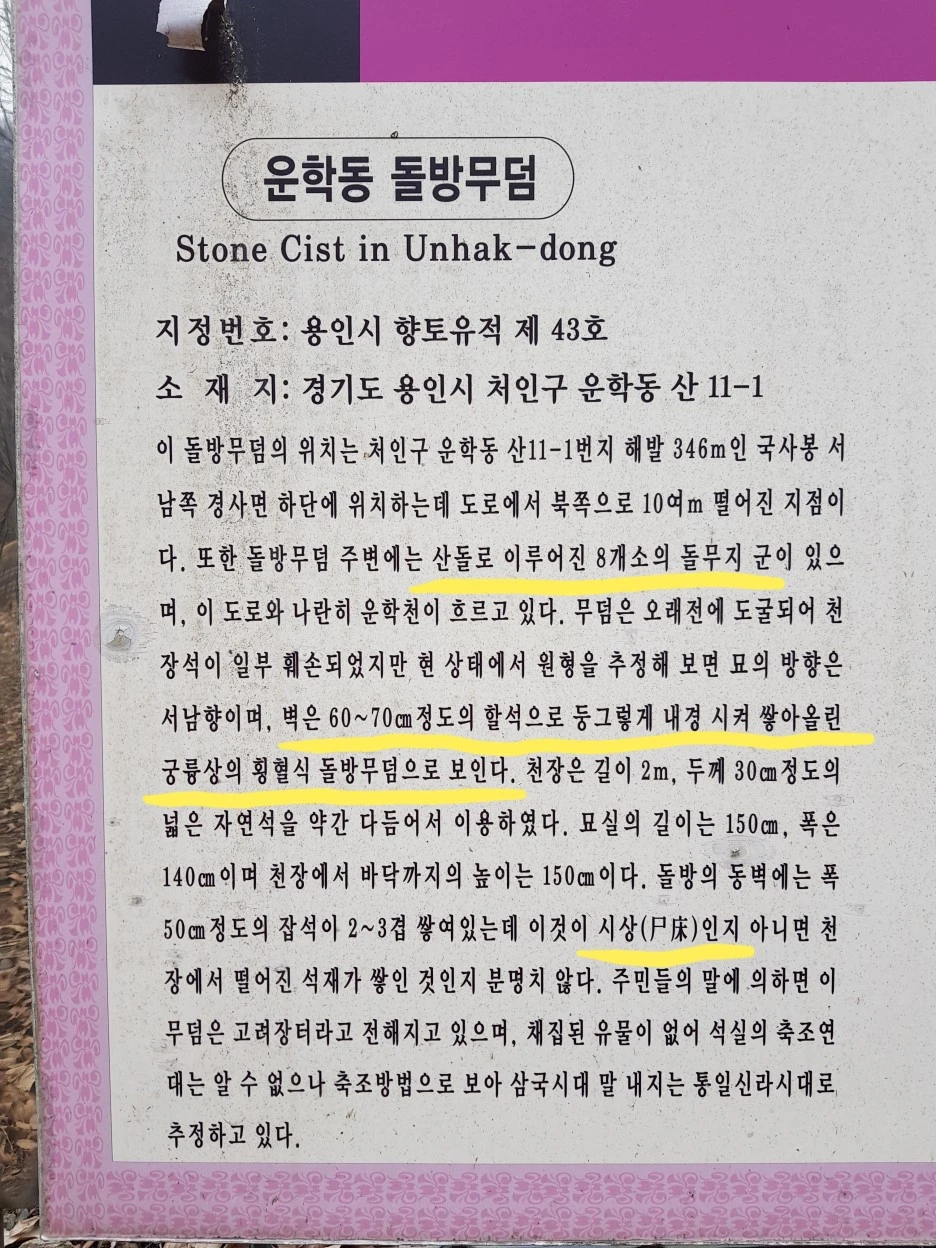 운학동 돌방무덤
Stone Cist in Unhak-dong
지정번호: 용인시 향토유적 제 43호
소 재 지: 경기도 용인시 처인구 운학동 산 11-1
이 돌방무덤의 위치는 처인구 운학동 산11-1번지 해발 346m인 국사봉 서
남쪽 경사면 하단에 위치하는데 도로에서 북쪽으로 10여m 떨어진 지점이
다. 또한 돌방무덤 주변에는 산돌로 이루어진 8개소의 돌무지 군이 있으
며, 이 도로와 나란히 운학천이 흐르고 있다. 무덤은 오래전에 도굴되어 천
장석이 일부 훼손되었지만 현 상태에서 원형을 추정해 보면 묘의 방향은
서남향이며, 벽은 60~70㎝정도의 할석으로 둥그렇게 내경 시켜 쌓아올린
궁륭상의 횡혈식 돌방무덤으로 보인다. 천장은 길이 2m, 두께 30㎝정도의
넓은 자연석을 약간 다듬어서 이용하였다. 묘실의 길이는 150㎝, 폭은
140㎝이며 천장에서 바닥까지의 높이는 150㎝이다. 돌방의 동벽에는 폭
50㎝정도의 잡석이 2~3겹 쌓여있는데 이것이 시상(尸床)인지 아니면 천
장에서 떨어진 석재가 쌓인 것인지 분명치 않다. 주민들의 말에 의하면 이
무덤은 고려장터라고 전해지고 있으며, 채집된 유물이 없어 석실의 축조연
대는 알 수 없으나 축조방법으로 보아 삼국시대 말 내지는 통일신라시대로
추정하고 있다.